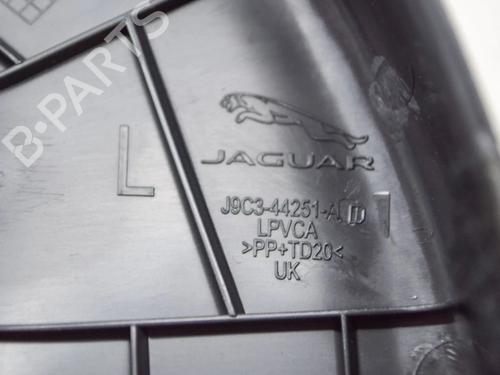 B-PARTS
L
JAGUAR
J9C3-44251-A D
LPVCA
>PP+TD20<
UK